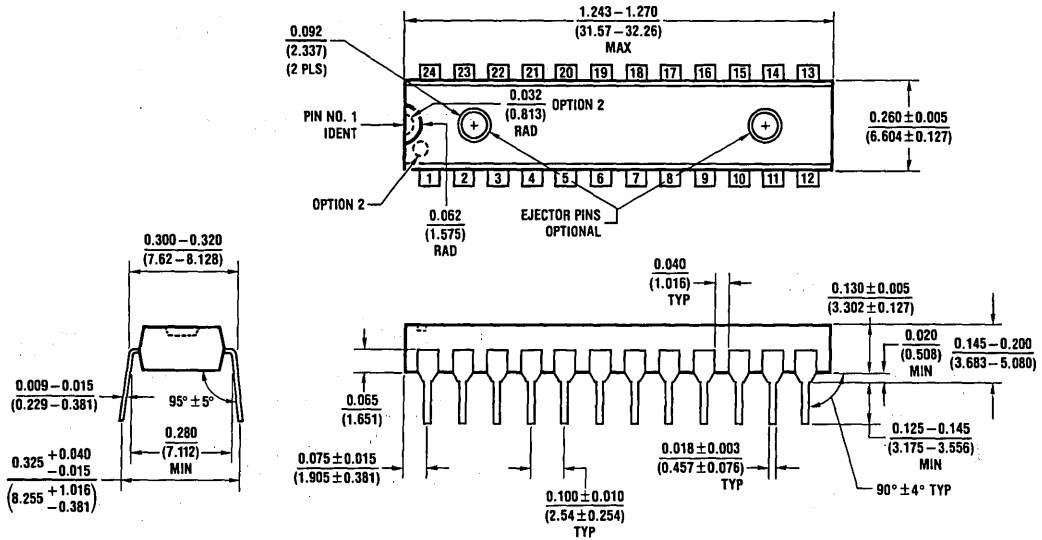 1.243–1.270
(31.57–32.26)
MAX
0.092
(2.337)
(2 PLS)
24 23 22 21 20 19 18 17 16 15 14 13
0.032
(0.813)
RAD
OPTION 2
PIN NO. 1
IDENT
0.260±0.005
(6.604±0.127)
1 2 3 4 5 6 7 8 9 10 11 12
OPTION 2
0.062
(1.575)
RAD
EJECTOR PINS
OPTIONAL
0.300–0.320
(7.62–8.128)
0.040
(1.016)
TYP
0.130±0.005
(3.302±0.127)
0.020
(0.508)
MIN
0.145–0.200
(3.683–5.080)
0.009–0.015
(0.229–0.381)
95°±5°
0.065
(1.651)
0.280
(7.112)
MIN
0.125–0.145
(3.175–3.556)
MIN
0.325 +0.040
−0.015
(8.255 +1.016
−0.381)
0.075±0.015
(1.905±0.381)
0.018±0.003
(0.457±0.076)
TYP
90°±4° TYP
0.100±0.010
(2.54±0.254)
TYP